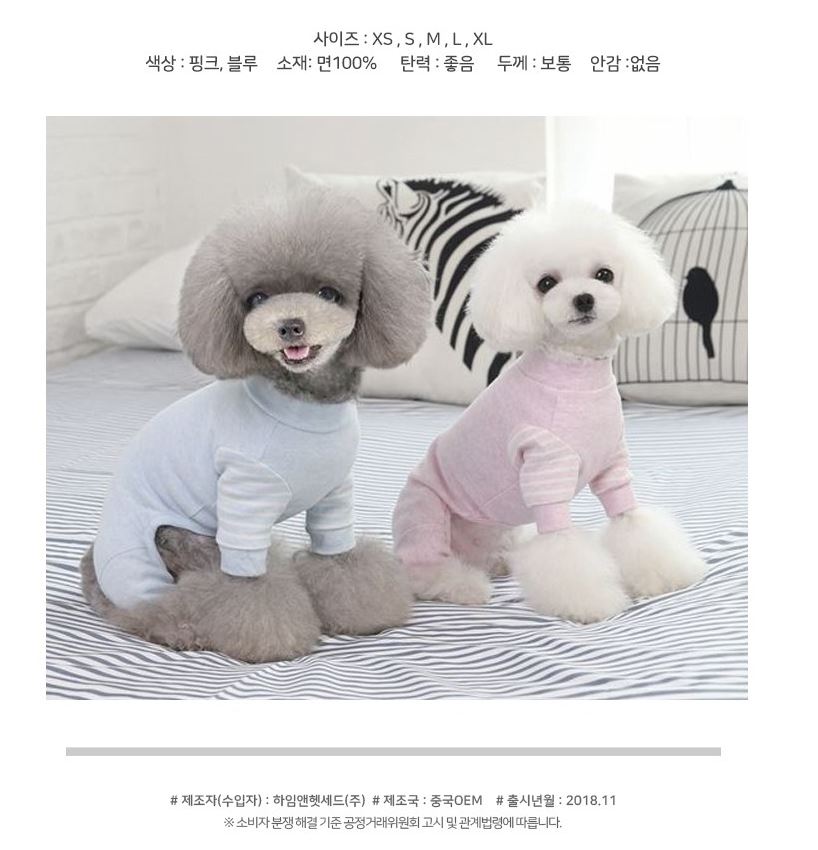 사이즈 : XS , S , M , L , XL
색상 : 핑크, 블루 소재: 면100% 탄력 : 좋음 두께 : 보통 안감 :없음
# 제조자(수입자) : 하임앤헷세드(주) # 제조국 : 중국OEM # 출시년월 : 2018.11
※ 소비자 분쟁 해결 기준 공정거래위원회 고시 및 관계법령에 따릅니다.